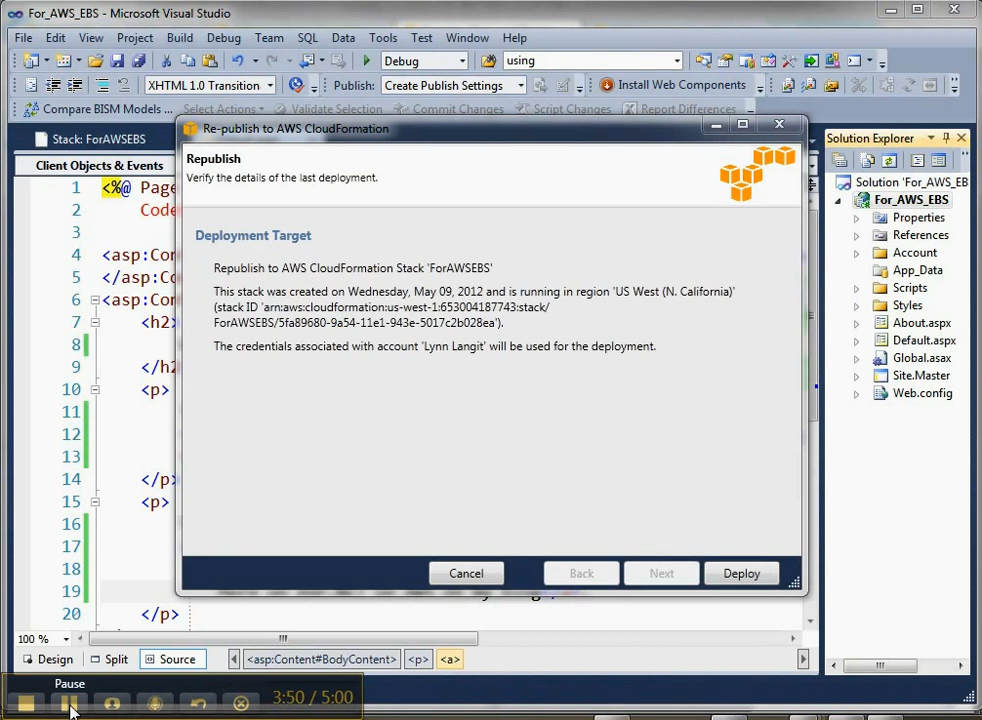 For_AWS_EBS - Microsoft Visual Studio
File Edit View Project Build Debug Team SQL Data Tools Test Window Help
Debug using
XHTML 1.0 Transition Publish: Create Publish Settings Install Web Components
Compare BISM Models ... Select Actions Validate Selection Commit Changes Script Changes Report Differences
Stack: ForAWSEBS
Client Objects & Events
1 <%@ Page
2 Code
3
4 <asp:Con
5 </asp:Co
6 <asp:Con
7 <h2>
8
9 </h2
10 <p>
11
12
13
14 </p>
15 <p>
16
17
18
19
20 </p>
Re-publish to AWS CloudFormation
Republish
Verify the details of the last deployment.
Deployment Target
Republish to AWS CloudFormation Stack 'ForAWSEBS'
This stack was created on Wednesday, May 09, 2012 and is running in region 'US West (N. California)'
(stack ID 'arn:aws:cloudformation:us-west-1:653004187743:stack/
ForAWSEBS/5fa89680-9a54-11e1-943e-5017c2b028ea').
The credentials associated with account 'Lynn Langit' will be used for the deployment.
Cancel Back Next Deploy
Solution Explorer
Solution 'For_AWS_EB
For_AWS_EBS
Properties
References
Account
App_Data
Scripts
Styles
About.aspx
Default.aspx
Global.asax
Site.Master
Web.config
100 %
Design Split Source <asp:Content#BodyContent> <p> <a>
Pause
3:50 / 5:00